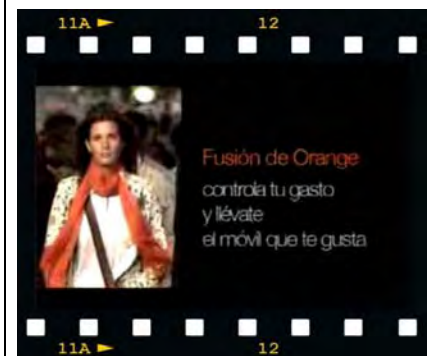 11A ► 12
Fusión de Orange
controla tu gasto
y llévate
el móvil que te gusta
11A ► 12